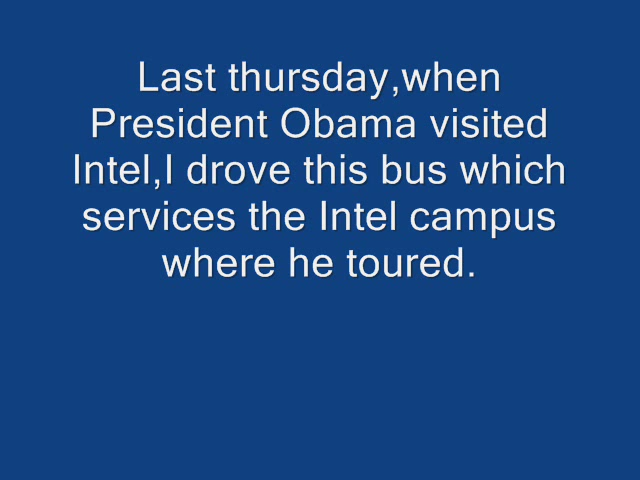 Last thursday,when
President Obama visited
Intel,I drove this bus which
services the Intel campus
where he toured.